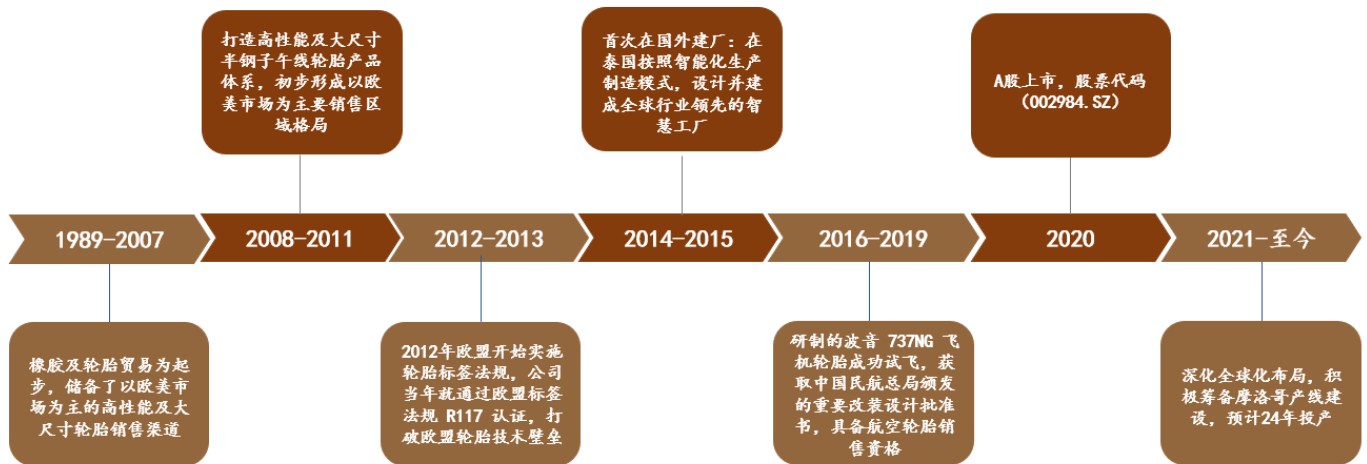 打造高性能及大尺寸
半钢子午线轮胎产品
体系，初步形成以欧
美市场为主要销售区
域格局
首次在国外建厂：在
泰国按照智能化生产
制造模式，设计并建
成全球行业领先的智
慧工厂
A股上市，股票代码
（002984.SZ）
1989-2007
2008-2011
2012-2013
2014-2015
2016-2019
2020
2021-至今
橡胶及轮胎贸易为起
步，储备了以欧美市
场为主的高性能及大
尺寸轮胎销售渠道
2012年欧盟开始实施
轮胎标签法规，公司
当年就通过欧盟标签
法规 R117 认证，打
破欧盟轮胎技术壁垒
研制的波音 737NG 飞
机轮胎成功试飞，获
取中国民航总局颁发
的重要改装设计批准
书，具备航空轮胎销
售资格
深化全球化布局，积
极筹备摩洛哥产线建
设，预计24年投产